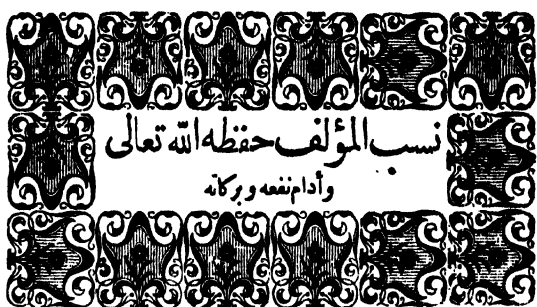 نسب المؤلف حفظه الله تعالى
وأدام نفعه وبركاته